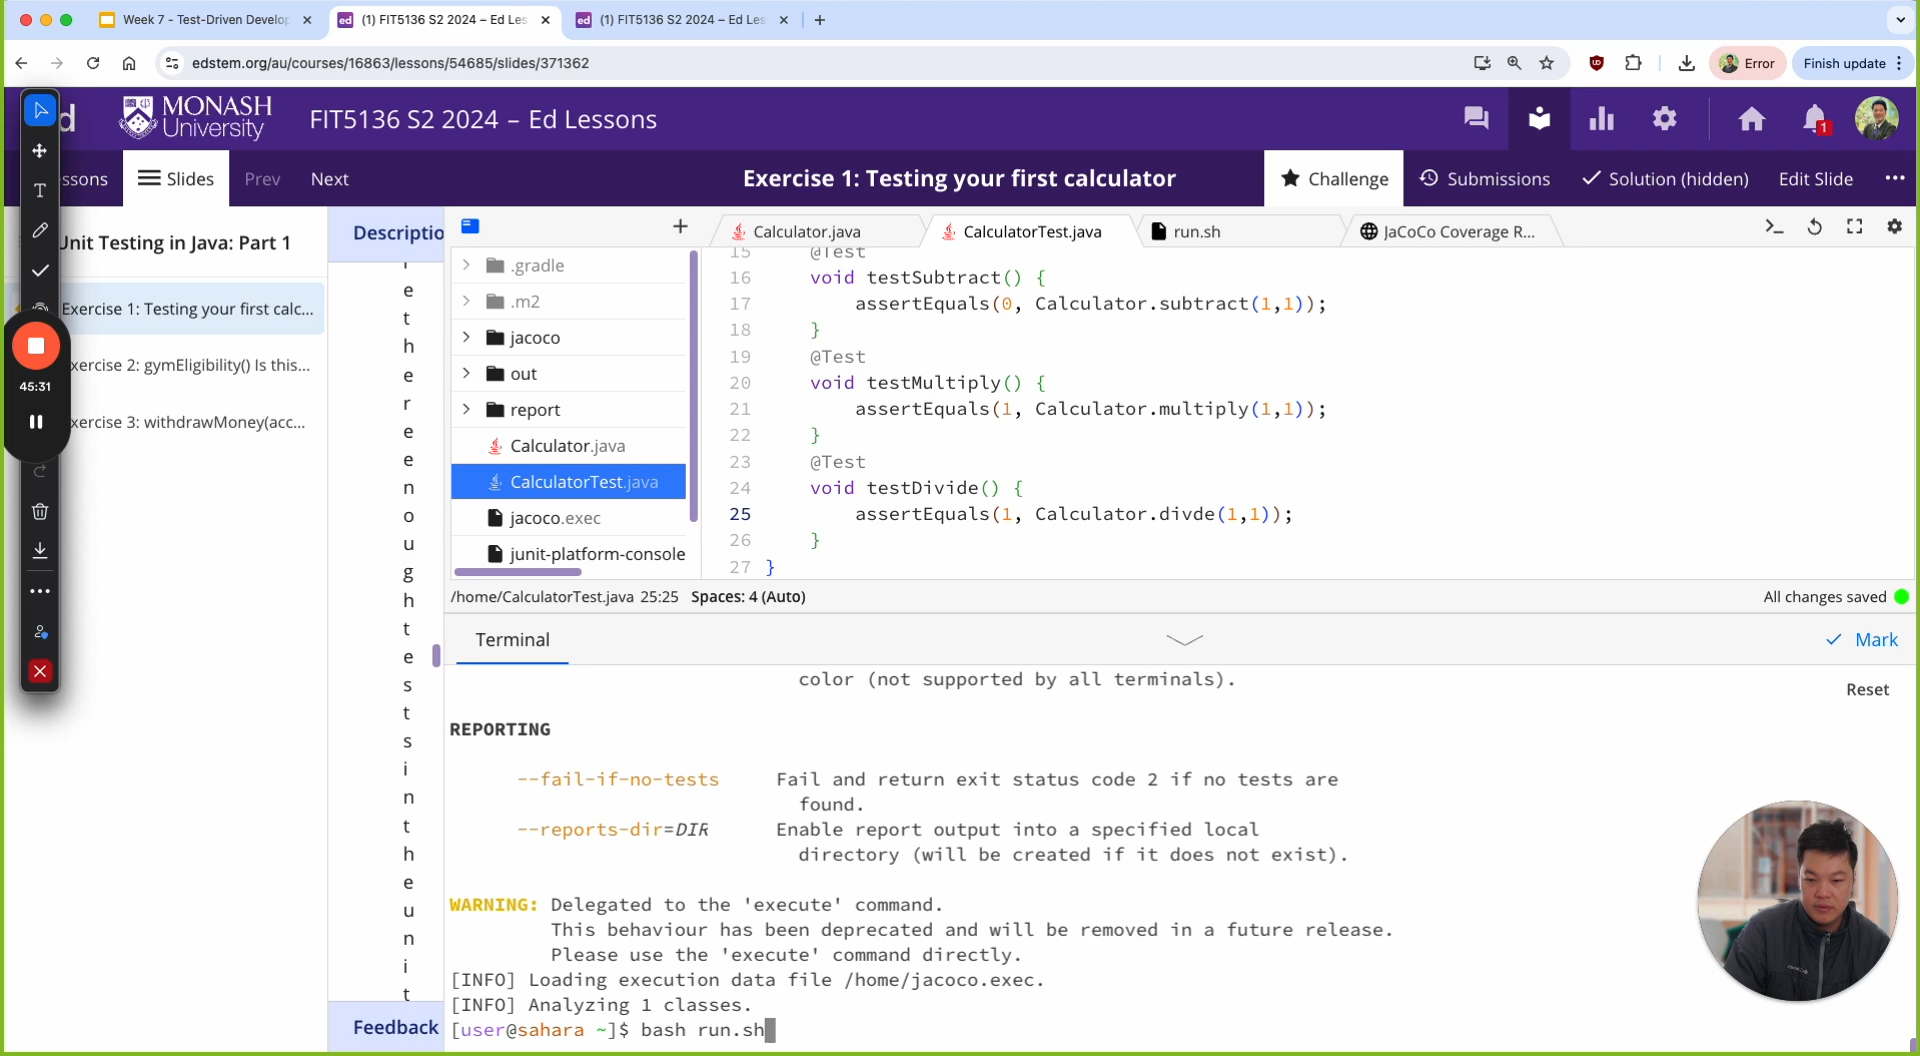 Week 7 - Test-Driven Develop
(1) FIT5136 S2 2024 – Ed Les
(1) FIT5136 S2 2024 – Ed Les
edstem.org/au/courses/16863/lessons/54685/slides/371362
Error
Finish update
MONASH
University
FIT5136 S2 2024 – Ed Lessons
1
ssons
Slides
Prev
Next
Exercise 1: Testing your first calculator
Challenge
Submissions
Solution (hidden)
Edit Slide
Unit Testing in Java: Part 1
Exercise 1: Testing your first calc...
xercise 2: gymEligibility() Is this...
xercise 3: withdrawMoney(acc...
45:31
T
Descriptio
e
t
h
e
r
e
e
n
o
u
g
h
t
e
s
t
s
i
n
t
h
e
u
n
i
t
Feedback
.gradle
.m2
jacoco
out
report
Calculator.java
CalculatorTest.java
jacoco.exec
junit-platform-console
Calculator.java
CalculatorTest.java
run.sh
JaCoCo Coverage R...
15 @Test
16 void testSubtract() {
17 assertEquals(0, Calculator.subtract(1,1));
18 }
19 @Test
20 void testMultiply() {
21 assertEquals(1, Calculator.multiply(1,1));
22 }
23 @Test
24 void testDivide() {
25 assertEquals(1, Calculator.divde(1,1));
26 }
27 }
/home/CalculatorTest.java 25:25 Spaces: 4 (Auto)
All changes saved
Terminal
Mark
Reset
color (not supported by all terminals).
REPORTING
--fail-if-no-tests Fail and return exit status code 2 if no tests are
found.
--reports-dir=DIR Enable report output into a specified local
directory (will be created if it does not exist).
WARNING: Delegated to the 'execute' command.
This behaviour has been deprecated and will be removed in a future release.
Please use the 'execute' command directly.
[INFO] Loading execution data file /home/jacoco.exec.
[INFO] Analyzing 1 classes.
[user@sahara ~]$ bash run.sh